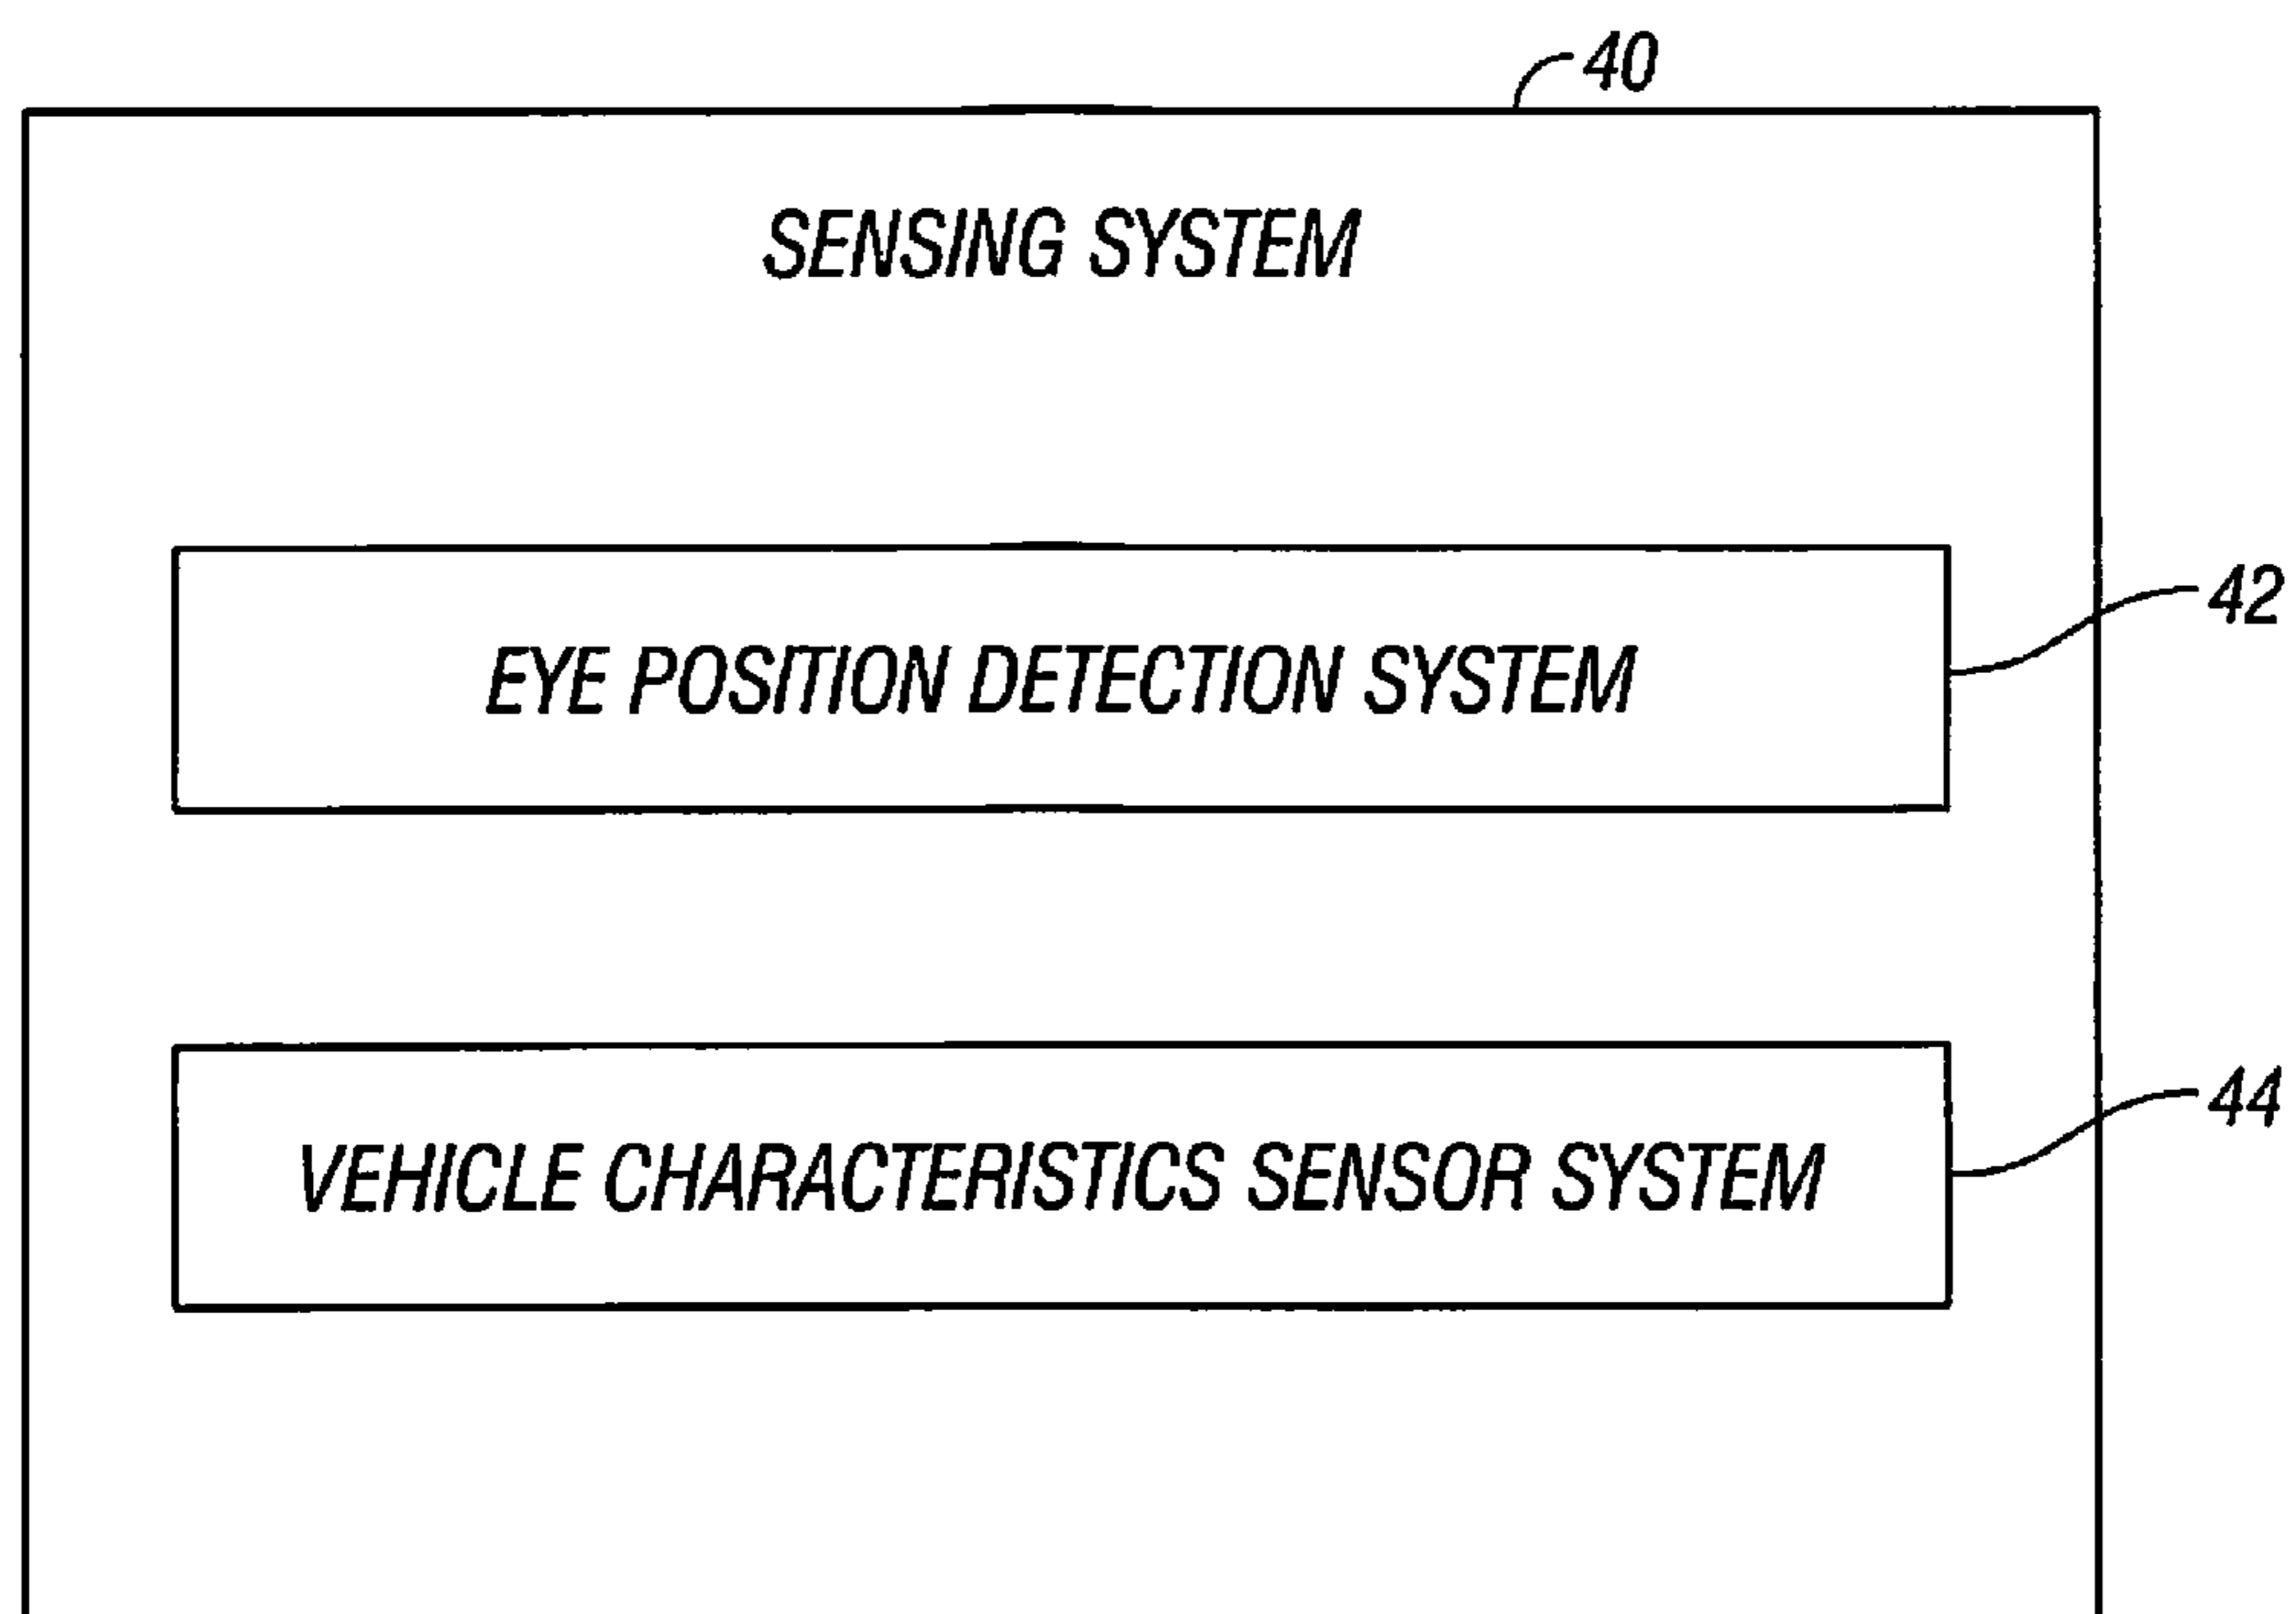 40
SENSING SYSTEM
42
EYE POSITION DETECTION SYSTEM
44
VEHICLE CHARACTERISTICS SENSOR SYSTEM